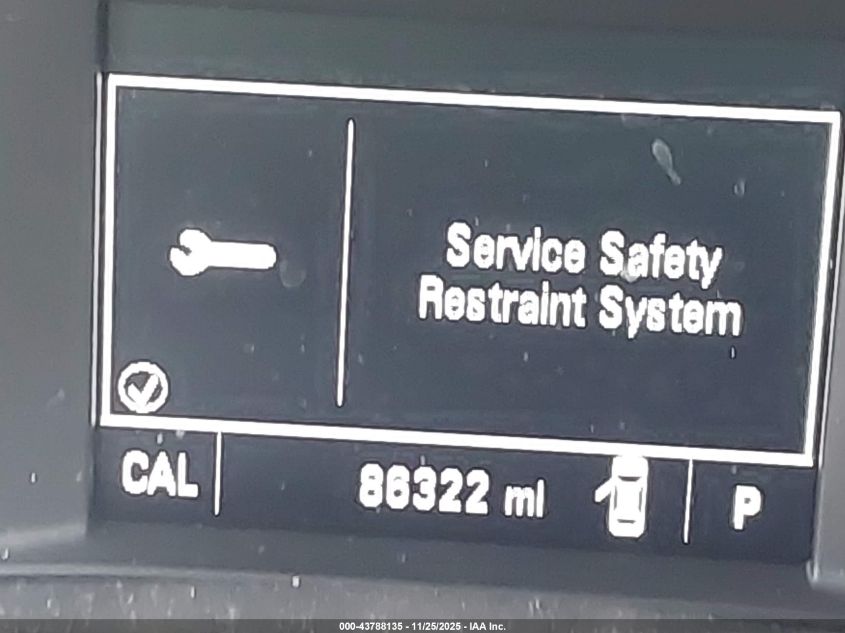 Service Safety
Restraint System
CAL
86322 mi
P
000-43788135 - 11/25/2025 - IAA Inc.